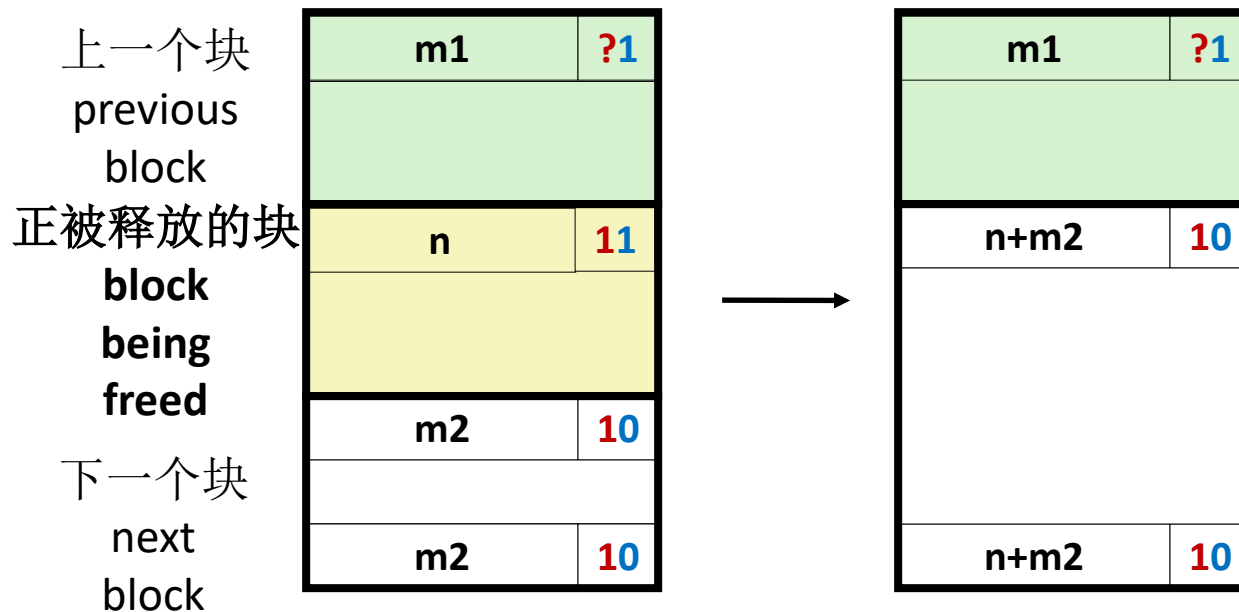 上一个块
previous
block
正被释放的块
block
being
freed
下一个块
next
block
m1 ?1
n 11
m2 10
m2 10
m1 ?1
n+m2 10
n+m2 10